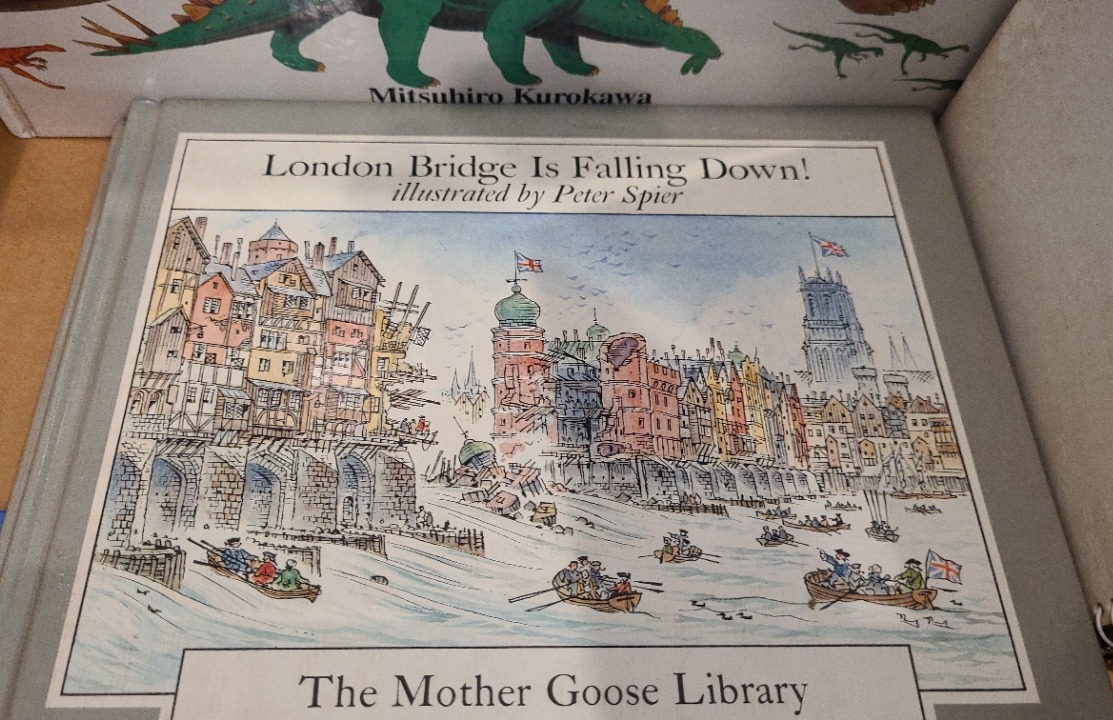 Mitsuhiro Kurokawa
London Bridge Is Falling Down!
illustrated by Peter Spier
The Mother Goose Library